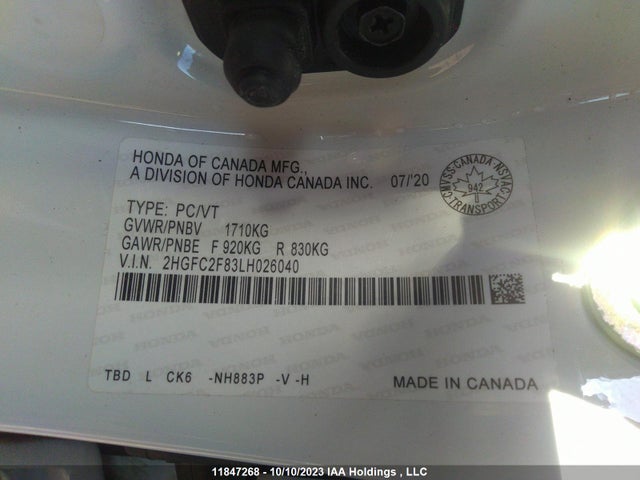 HONDA OF CANADA MFG.,
A DIVISION OF HONDA CANADA INC. 07/'20
CMVSS-CANADA-NSVAC
942
TRANSPORT
TYPE: PC/VT
GVWR/PNBV 1710KG
GAWR/PNBE F 920KG R 830KG
V.I.N. 2HGFC2F83LH026040
TBD L CK6 -NH883P -V -H
MADE IN CANADA
11847268 - 10/10/2023 IAA Holdings , LLC